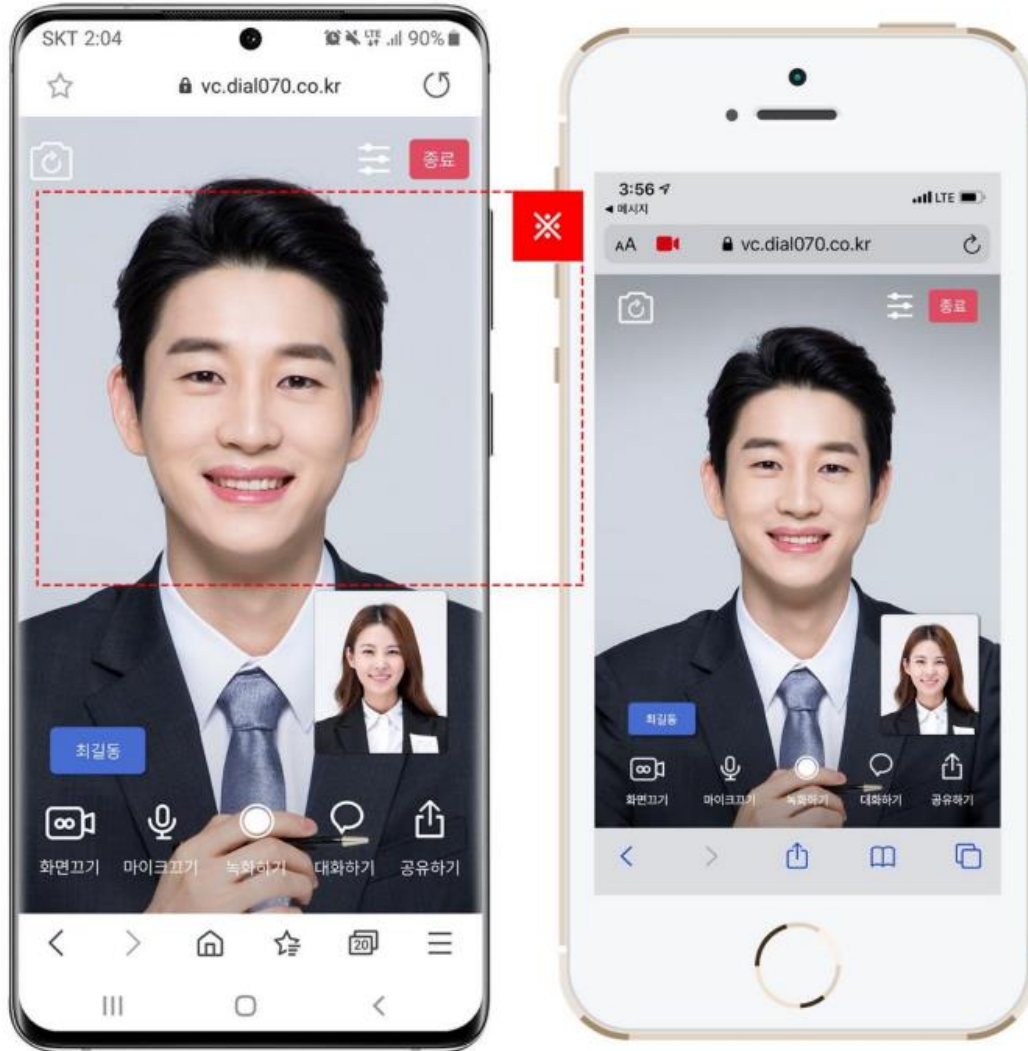 SKT 2:04
LTE
90%
vc.dial070.co.kr
종료
※
최길동
화면끄기
마이크끄기
녹화하기
대화하기
공유하기
20
3:56
◀ 메시지
LTE
AA
vc.dial070.co.kr
종료
최길동
화면끄기
마이크끄기
녹화하기
대화하기
공유하기